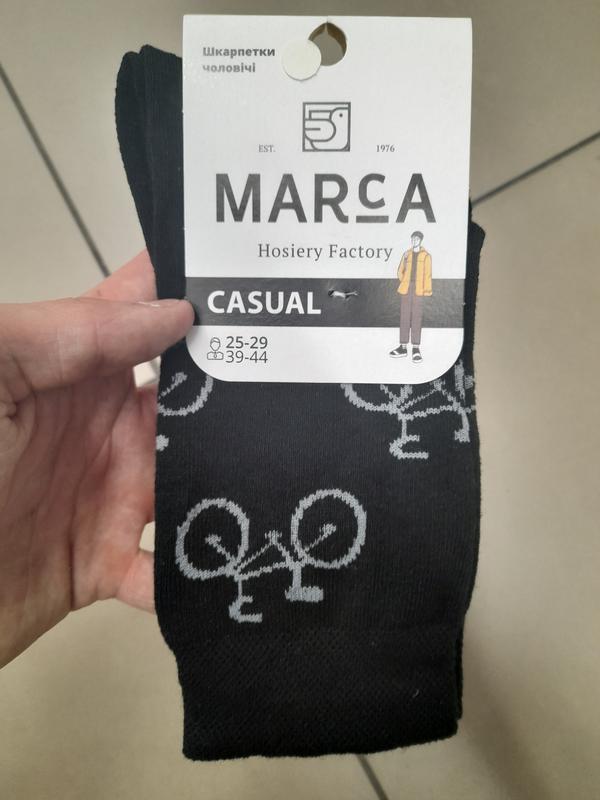 Шкарпетки
чоловічі
EST. 1976
MARCA
Hosiery Factory
CASUAL
25-29
39-44